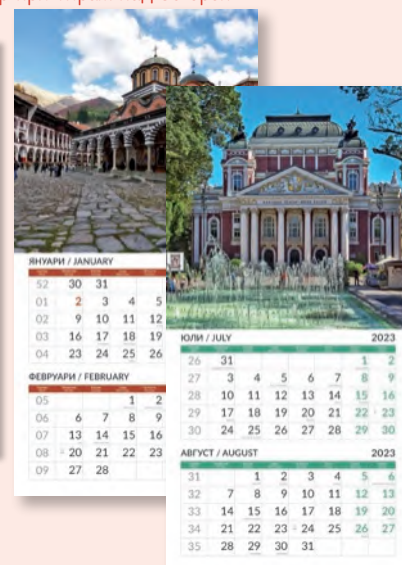 ЯНУАРИ / JANUARY
52 30 31
01 2 3 4 5
02 9 10 11 12
03 16 17 18 19
04 23 24 25 26
ФЕВРУАРИ / FEBRUARY
05 1 2
06 6 7 8 9
07 13 14 15 16
08 20 21 22 23
09 27 28
ЮЛИ / JULY 2023
26 31 1 2
27 3 4 5 6 7 8 9
28 10 11 12 13 14 15 16
29 17 18 19 20 21 22 23
30 24 25 26 27 28 29 30
АВГУСТ / AUGUST 2023
31 1 2 3 4 5 6
32 7 8 9 10 11 12 13
33 14 15 16 17 18 19 20
34 21 22 23 24 25 26 27
35 28 29 30 31